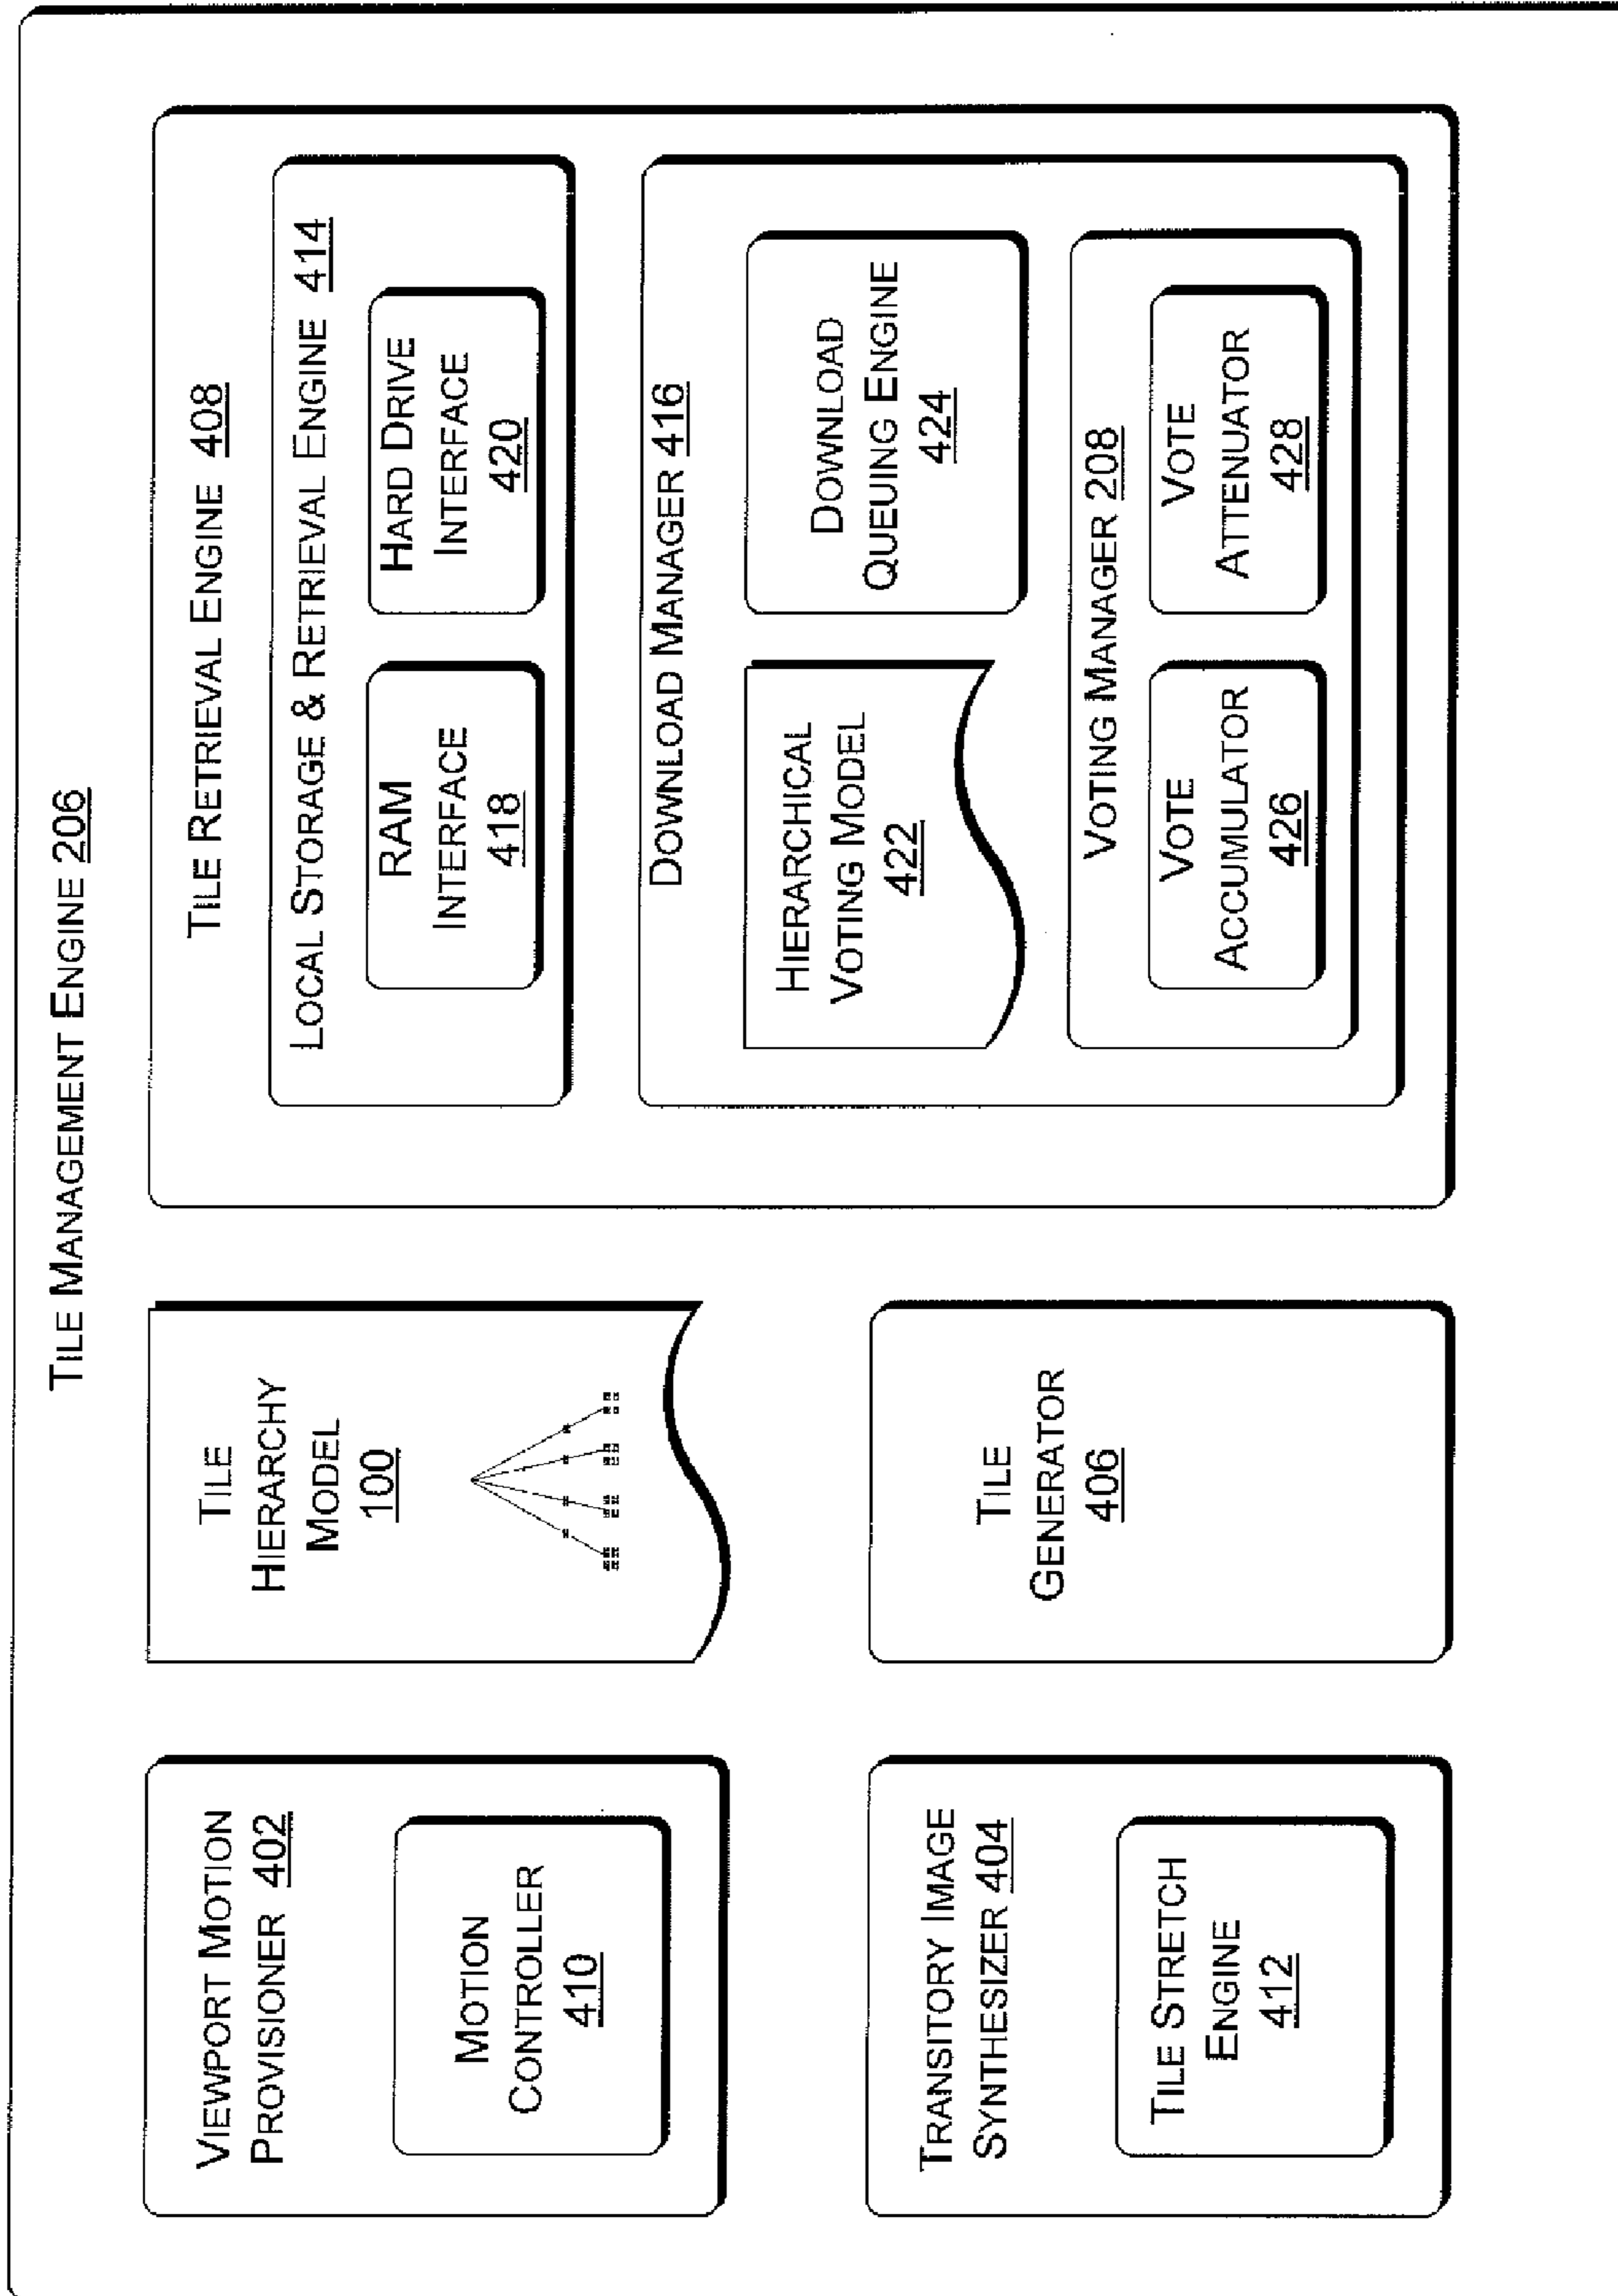 TILE MANAGEMENT ENGINE 206
VIEWPORT MOTION
PROVISIONER 402
MOTION
CONTROLLER
410
TRANSITORY IMAGE
SYNTHESIZER 404
TILE STRETCH
ENGINE
412
TILE
HIERARCHY
MODEL
100
TILE
GENERATOR
406
TILE RETRIEVAL ENGINE 408
LOCAL STORAGE & RETRIEVAL ENGINE 414
RAM
INTERFACE
418
HARD DRIVE
INTERFACE
420
DOWNLOAD MANAGER 416
HIERARCHICAL
VOTING MODEL
422
DOWNLOAD
QUEUING ENGINE
424
VOTING MANAGER 208
VOTE
ACCUMULATOR
426
VOTE
ATTENUATOR
428